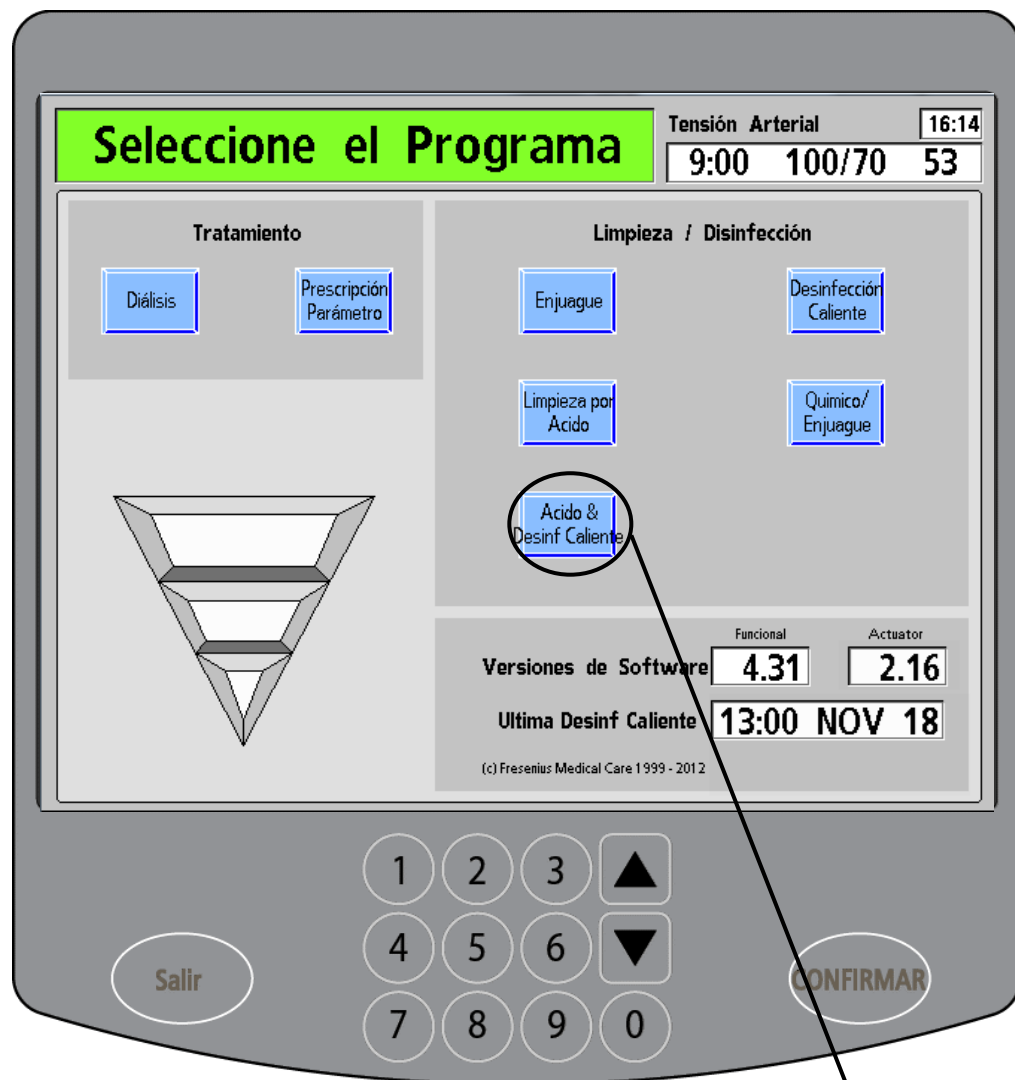 Seleccione el Programa
Tensión Arterial
16:14
9:00 100/70 53
Tratamiento
Diálisis
Prescripción
Parámetro
Limpieza / Disinfección
Enjuague
Desinfección
Caliente
Limpieza por
Acido
Quimico/
Enjuague
Acido &
Desinf Caliente
Funcional
Actuator
Versiones de Software 4.31 2.16
Ultima Desinf Caliente 13:00 NOV 18
(c) Fresenius Medical Care 1999 - 2012
1 2 3
4 5 6
7 8 9 0
Salir
CONFIRMAR